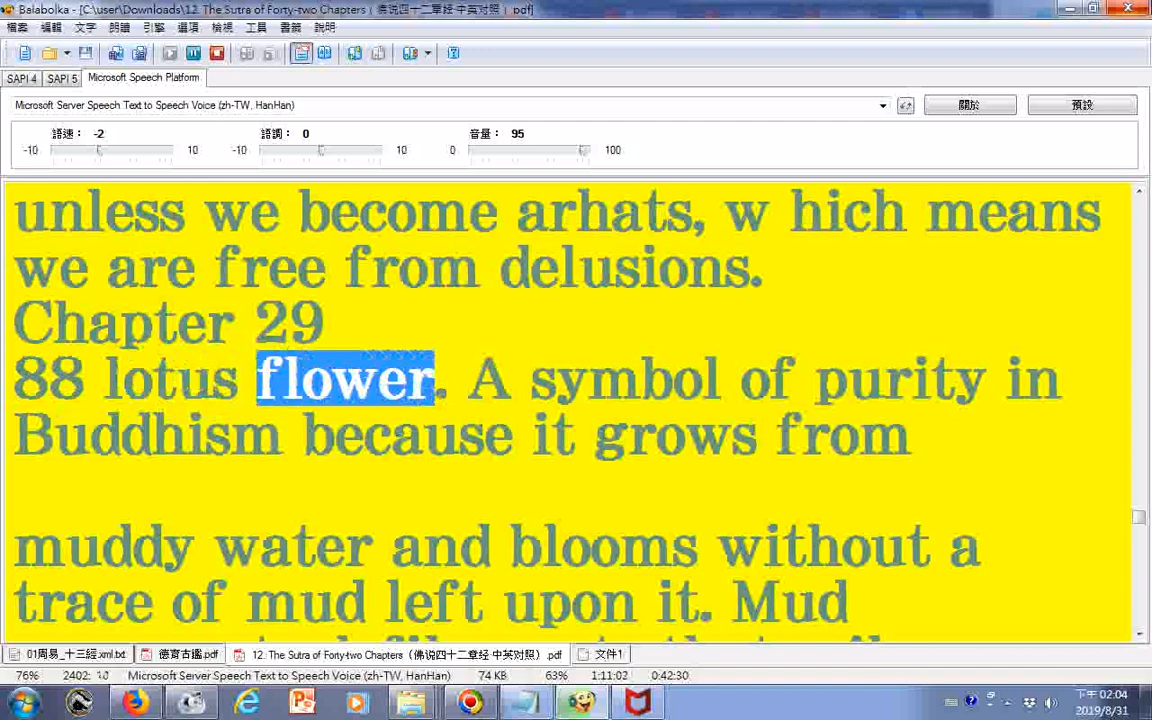 Balabolka - [C:\user\Downloads\12. The Sutra of Forty-two Chapters（佛说四十二章经·中英对照）.pdf]
檔案 編輯 文字 朗讀 引擎 選項 檢視 工具 書籤 說明
SAPI 4 SAPI 5 Microsoft Speech Platform
Microsoft Server Speech Text to Speech Voice (zh-TW, HanHan) 關於 預設
語速： -2 語調： 0 音量： 95
-10 10 -10 10 0 100
unless we become arhats, w hich means
we are free from delusions.
Chapter 29
88 lotus flower. A symbol of purity in
Buddhism because it grows from
muddy water and blooms without a
trace of mud left upon it. Mud
01周易_十三經.xml.txt 德育古鑑.pdf 12. The Sutra of Forty-two Chapters（佛说四十二章经·中英对照）.pdf 文件1
76% 2402: Microsoft Server Speech Text to Speech Voice (zh-TW, HanHan) 74 KB 63% 1:11:02 0:42:30
下午 02:04
2019/8/31